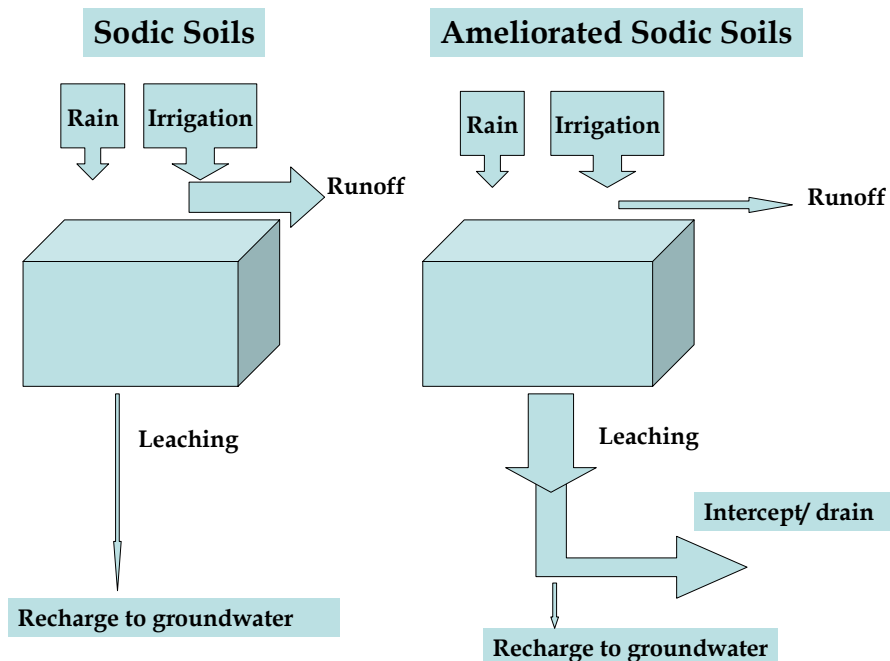 Sodic Soils
Rain
Irrigation
Runoff
Leaching
Recharge to groundwater
Ameliorated Sodic Soils
Rain
Irrigation
Runoff
Leaching
Intercept/ drain
Recharge to groundwater